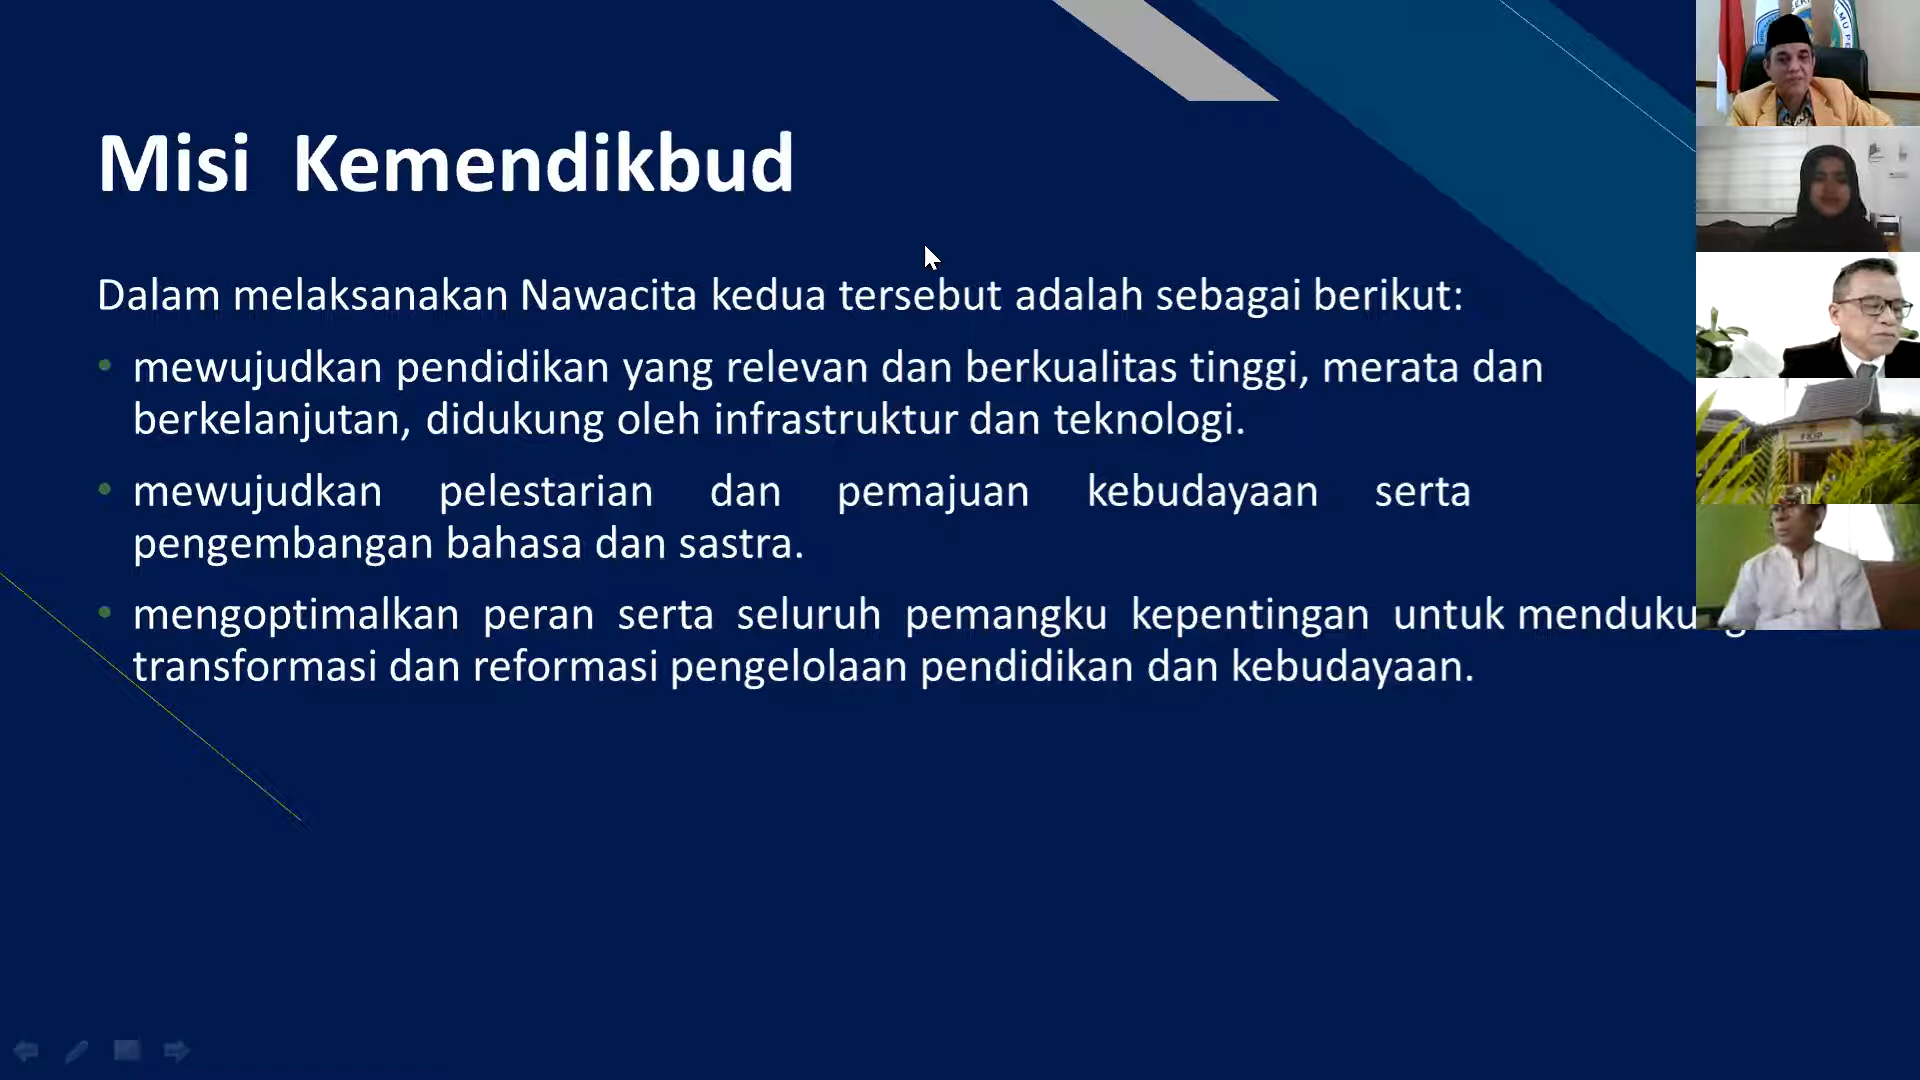 Misi Kemendikbud
Dalam melaksanakan Nawacita kedua tersebut adalah sebagai berikut:
• mewujudkan pendidikan yang relevan dan berkualitas tinggi, merata dan
berkelanjutan, didukung oleh infrastruktur dan teknologi.
• mewujudkan pelestarian dan pemajuan kebudayaan serta
pengembangan bahasa dan sastra.
• mengoptimalkan peran serta seluruh pemangku kepentingan untuk mendukung
transformasi dan reformasi pengelolaan pendidikan dan kebudayaan.
FKIP